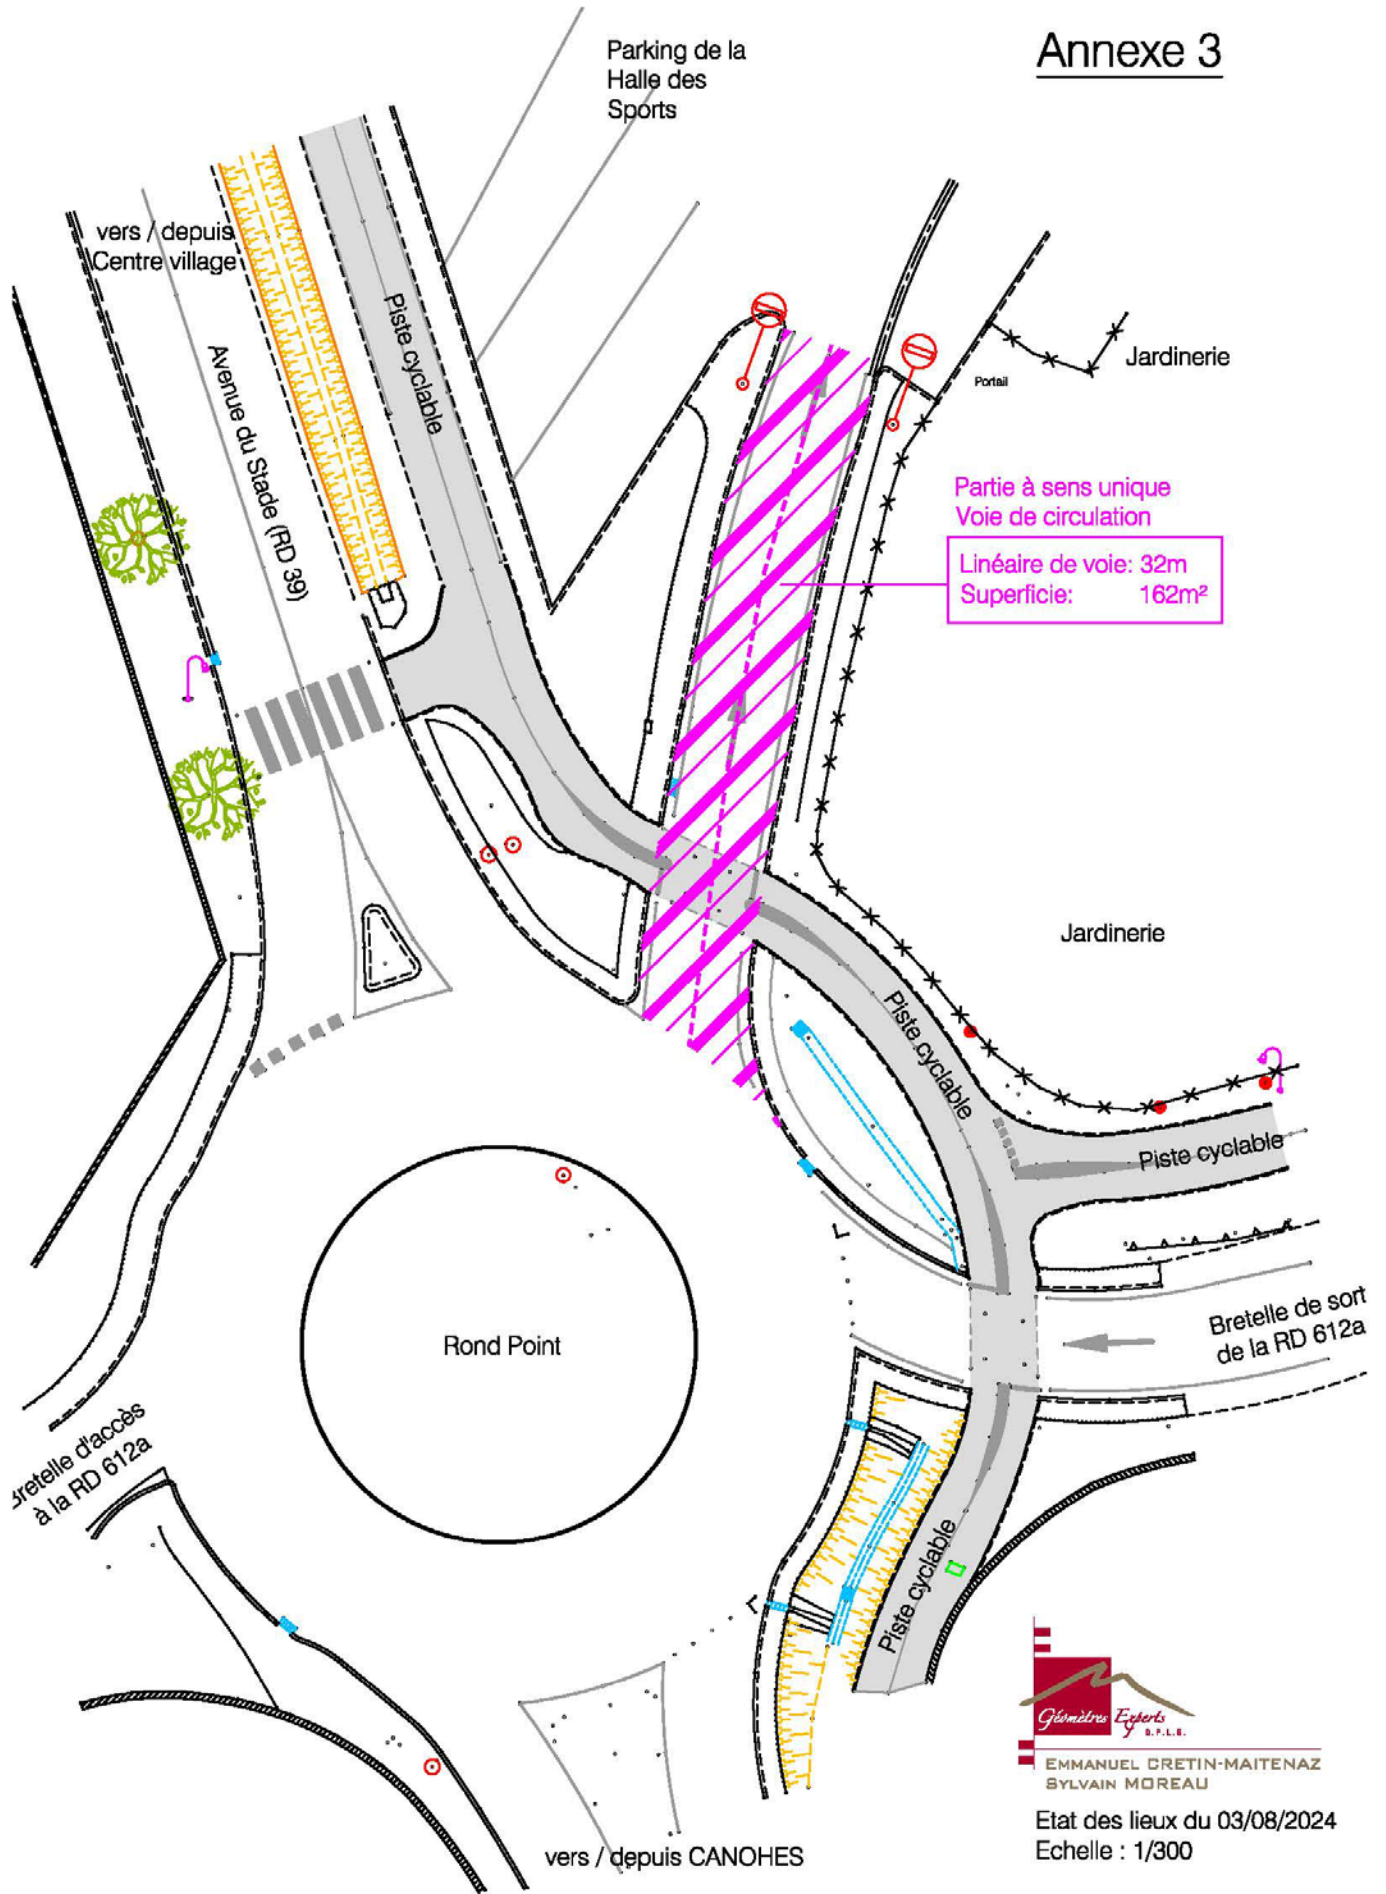 Annexe 3
Parking de la
Halle des
Sports
vers / depuis
Centre village
Piste cyclable
Avenue du Stade (RD 39)
Portail
Jardinerie
Partie à sens unique
Voie de circulation
Linéaire de voie: 32m
Superficie: 162m²
Jardinerie
Piste cyclable
Piste cyclable
Rond Point
Bretelle de sort
de la RD 612a
Bretelle d'accès
à la RD 612a
Piste cyclable
Géomètres Experts
D.P.L.G.
EMMANUEL CRETIN-MAITENAZ
SYLVAIN MOREAU
Etat des lieux du 03/08/2024
Echelle : 1/300
vers / depuis CANOHES